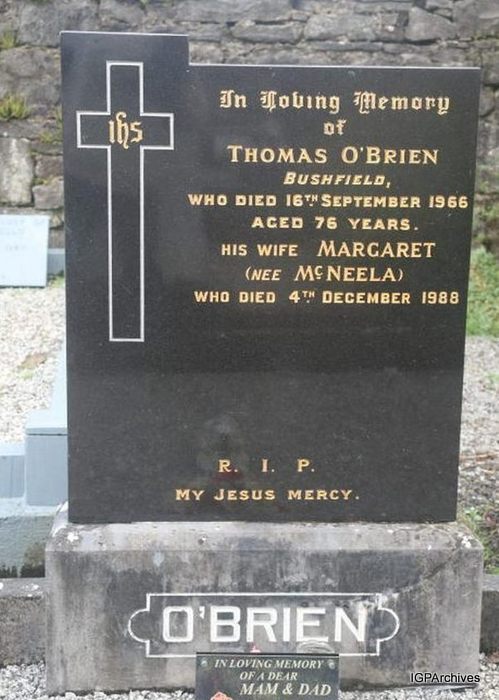 ihs
In Loving Memory
of
THOMAS O'BRIEN
BUSHFIELD,
WHO DIED 16TH SEPTEMBER 1966
AGED 76 YEARS.
HIS WIFE MARGARET
(NEE MCNEELA)
WHO DIED 4TH DECEMBER 1988
R. I. P.
MY JESUS MERCY.
O'BRIEN
IN LOVING MEMORY
OF A DEAR
MAM & DAD
IGPArchives